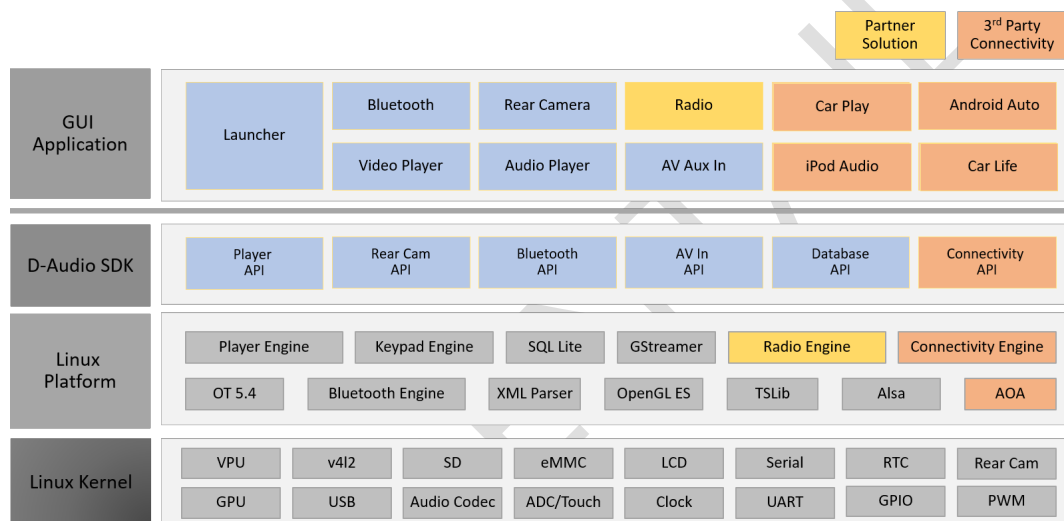 Partner
Solution
3rd Party
Connectivity
GUI
Application
Launcher
Bluetooth
Rear Camera
Radio
Car Play
Android Auto
Video Player
Audio Player
AV Aux In
iPod Audio
Car Life
D-Audio SDK
Player
API
Rear Cam
API
Bluetooth
API
AV In
API
Database
API
Connectivity
API
Linux
Platform
Player Engine
Keypad Engine
SQL Lite
GStreamer
Radio Engine
Connectivity Engine
OT 5.4
Bluetooth Engine
XML Parser
OpenGL ES
TSLib
Alsa
AOA
Linux Kernel
VPU
v4l2
SD
eMMC
LCD
Serial
RTC
Rear Cam
GPU
USB
Audio Codec
ADC/Touch
Clock
UART
GPIO
PWM